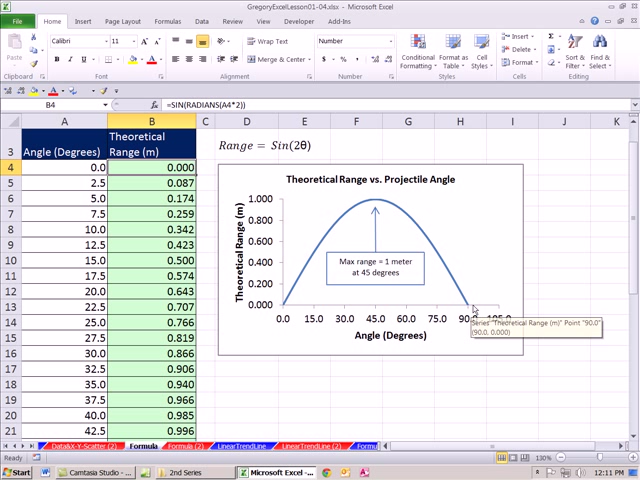 GregoryExcelLesson01-04.xlsx - Microsoft Excel
File Home Insert Page Layout Formulas Data Review View Developer Add-Ins
Calibri 11 Wrap Text Number Insert
Conditional Formatting Format as Table Cell Styles Delete
Paste Merge & Center Format Sort & Filter Find & Select
Clipboard Font Alignment Number Styles Cells Editing
B4 =SIN(RADIANS(A4*2))
A B C D E F G H I J K
3 Angle (Degrees) Theoretical Range (m) Range = Sin(2θ)
4 0.0 0.000
5 2.5 0.087
6 5.0 0.174
7 7.5 0.259
8 10.0 0.342
9 12.5 0.423
10 15.0 0.500
11 17.5 0.574
12 20.0 0.643
13 22.5 0.707
14 25.0 0.766
15 27.5 0.819
16 30.0 0.866
17 32.5 0.906
18 35.0 0.940
19 37.5 0.966
20 40.0 0.985
21 42.5 0.996
Theoretical Range vs. Projectile Angle
Theoretical Range (m)
1.000
0.800
0.600
0.400
0.200
0.000
Max range = 1 meter
at 45 degrees
0.0 15.0 30.0 45.0 60.0 75.0 90.0 105.0
Angle (Degrees)
Series "Theoretical Range (m)" Point "90.0"
(90.0, 0.000)
Data&X-Y-Scatter (2) Formula Formula (2) LinearTrendLine LinearTrendLine (2) Formu
Ready 130%
Start Camtasia Studio - ... 2nd Series Microsoft Excel -... 12:11 PM